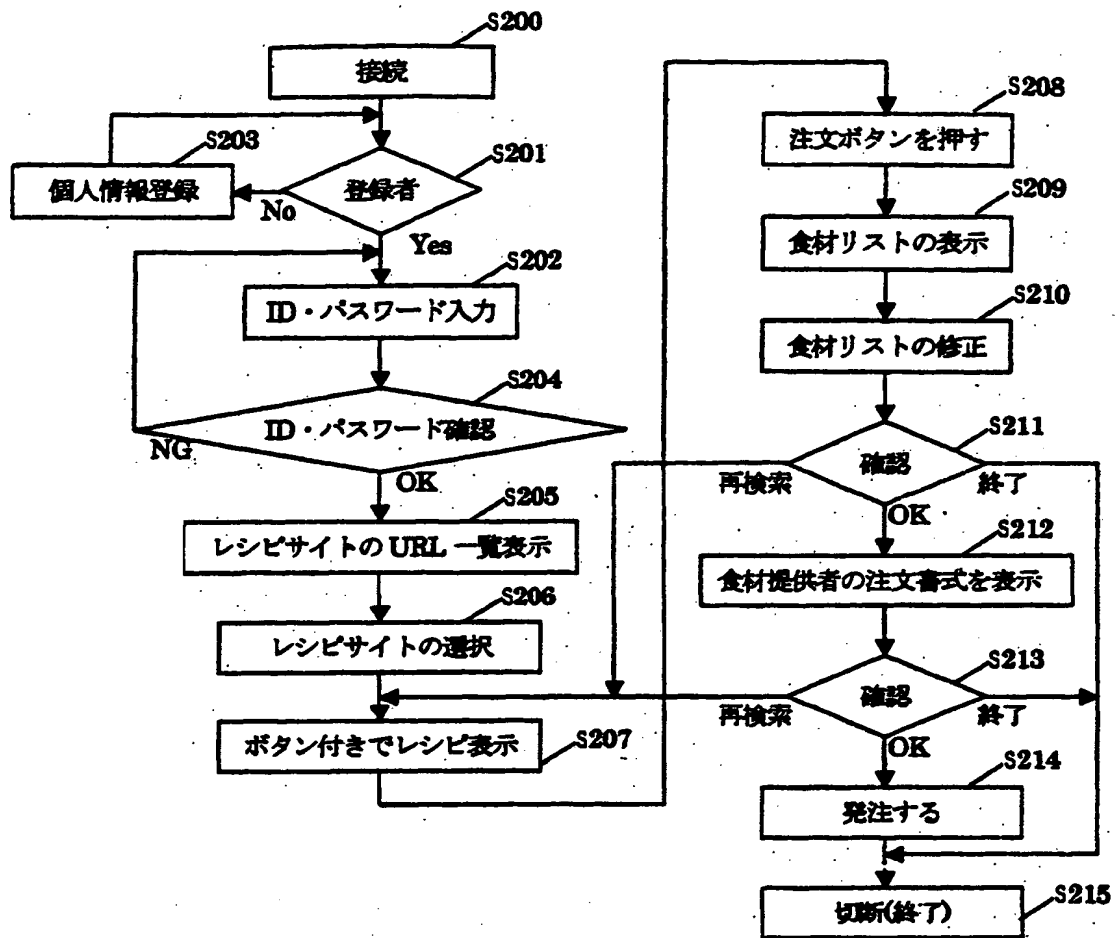 S200
接続
S203
個人情報登録
S201
登録者
No
Yes
S202
ID・パスワード入力
S204
ID・パスワード確認
NG
OK
S205
レシピサイトのURL一覧表示
S206
レシピサイトの選択
ボタン付きでレシピ表示
S207
S208
注文ボタンを押す
S209
食材リストの表示
S210
食材リストの修正
S211
確認
再検索
終了
OK
S212
食材提供者の注文書式を表示
S213
確認
再検索
終了
OK
S214
発注する
切断(終了)
S215